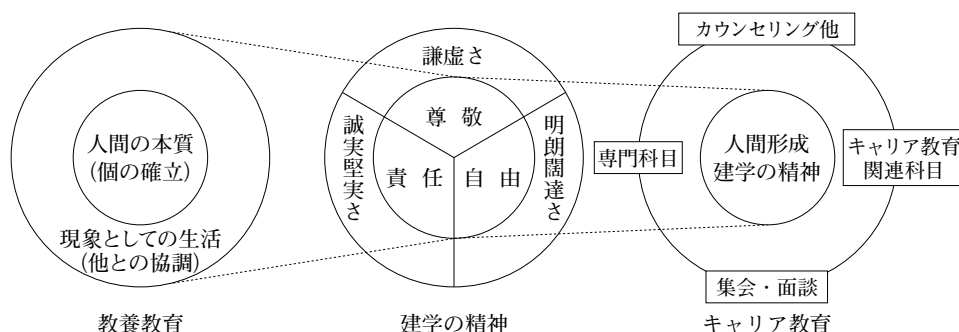 人間の本質
(個の確立)
現象としての生活
(他との協調)
教養教育
謙虚さ
尊敬
誠実堅実さ
責任
自由
明朗闊達さ
建学の精神
カウンセリング他
専門科目
人間形成
建学の精神
キャリア教育
関連科目
集会・面談
キャリア教育